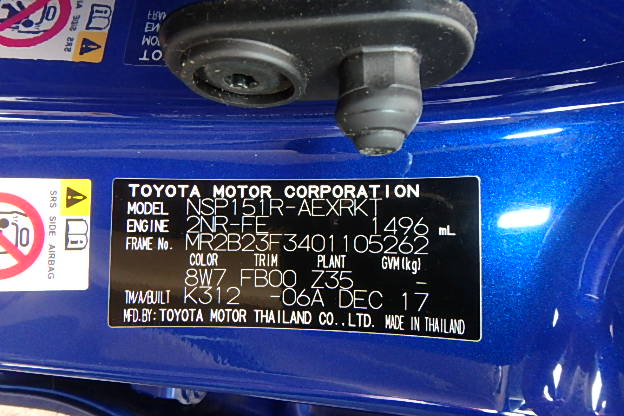 TOYOTA MOTOR CORPORATION
MODEL NSP151R-AEXRKT
ENGINE 2NR-FE 1496 mL
FRAME No. MR2B23F3401105262
COLOR TRIM PLANT GVM(kg)
8W7 FB00 Z35 –
T/A/BUILT K312 -06A DEC 17
MFD.BY: TOYOTA MOTOR THAILAND CO.,LTD. MADE IN THAILAND
SRS SIDE AIRBAG